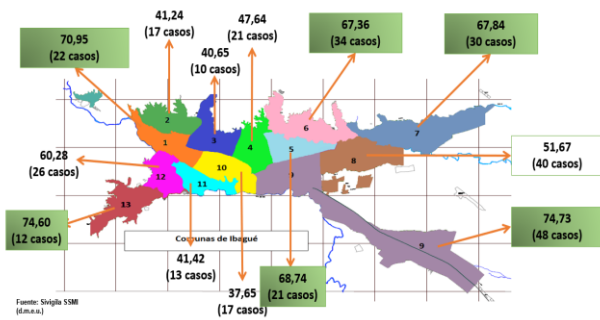 41,24
(17 casos)
47,64
(21 casos)
70,95
(22 casos)
40,65
(10 casos)
67,36
(34 casos)
67,84
(30 casos)
2
3
4
6
7
1
5
60,28
(26 casos)
12
10
11
9
8
51,67
(40 casos)
13
74,60
(12 casos)
Comunas de Ibagué
9
74,73
(48 casos)
41,42
(13 casos)
37,65
(17 casos)
68,74
(21 casos)
Fuente: Sivigila SSMI
(d.m.e.u.)